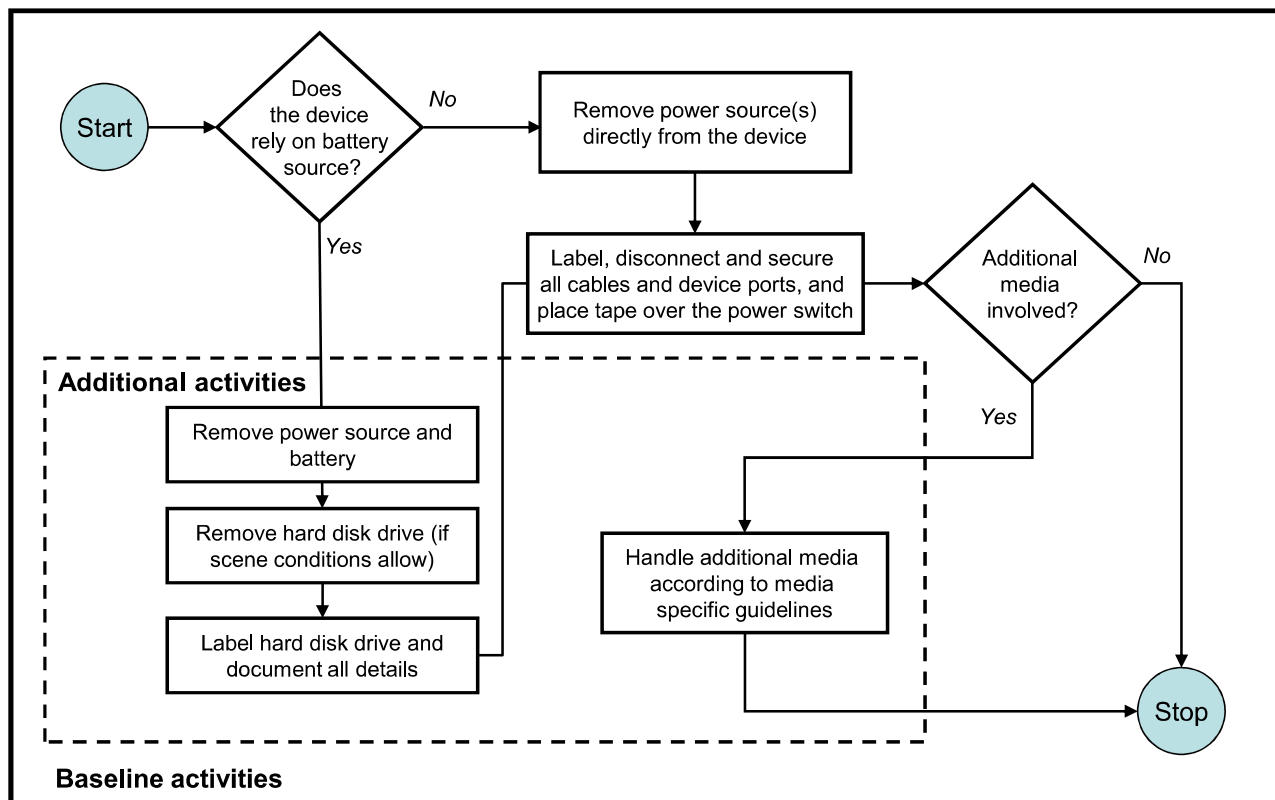 Start
Does
the device
rely on battery
source?
No
Remove power source(s)
directly from the device
Yes
Label, disconnect and secure
all cables and device ports, and
place tape over the power switch
Additional
media
involved?
No
Yes
Additional activities
Remove power source and
battery
Remove hard disk drive (if
scene conditions allow)
Label hard disk drive and
document all details
Handle additional media
according to media
specific guidelines
Stop
Baseline activities